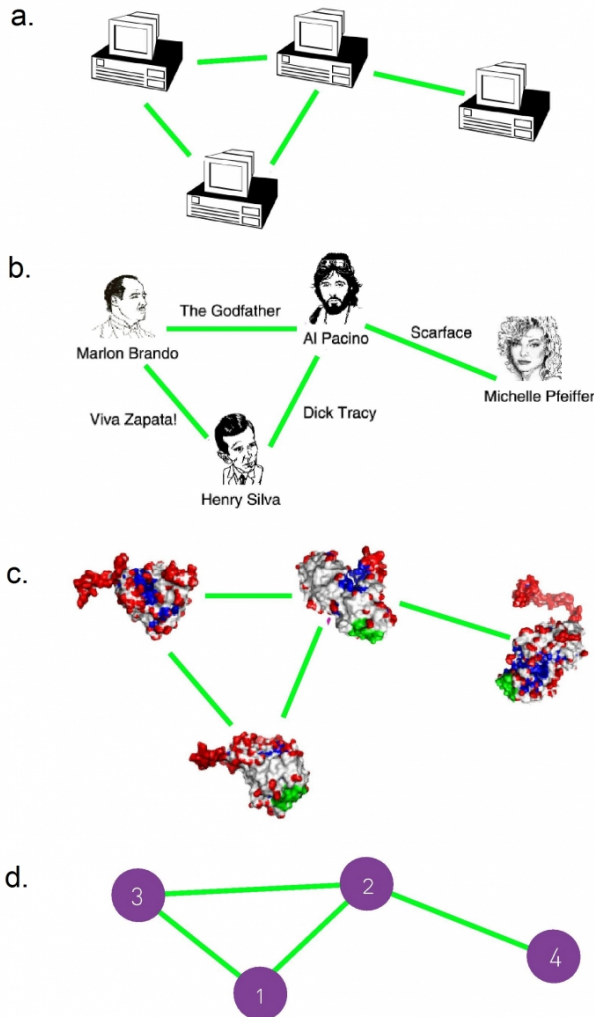 a.
b.
The Godfather
Al Pacino
Scarface
Marlon Brando
Michelle Pfeiffer
Viva Zapata!
Dick Tracy
Henry Silva
c.
d.
3
2
4
1